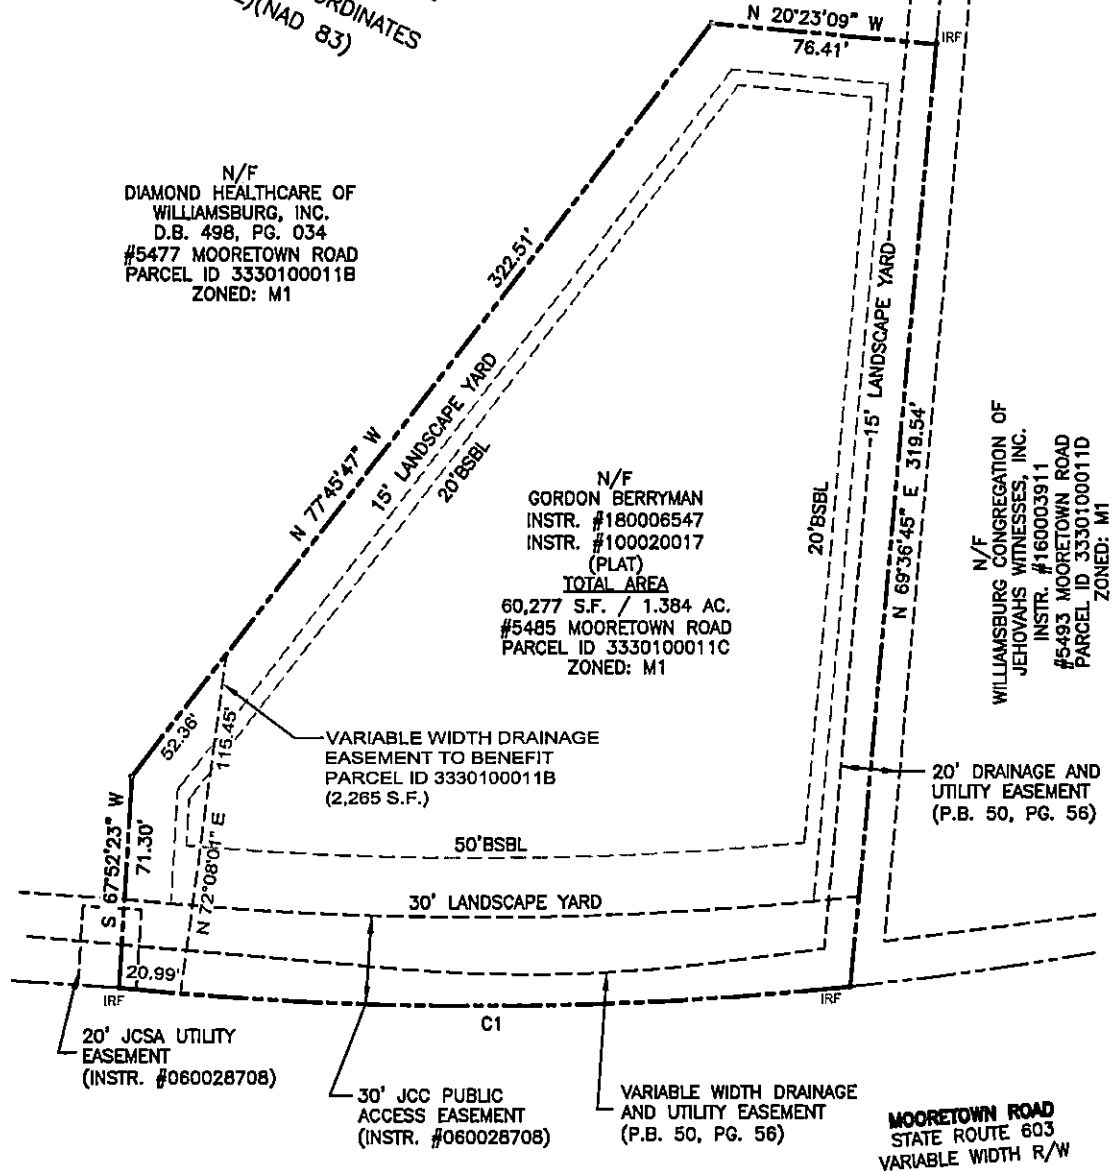 RDINATES
)(NAD 83)
N 20°23'09" W
76.41'
IRF
N/F
DIAMOND HEALTHCARE OF
WILLIAMSBURG, INC.
D.B. 498, PG. 034
#5477 MOORETOWN ROAD
PARCEL ID 3330100011B
ZONED: M1
322.51'
N 77°45'47" W
15' LANDSCAPE YARD
20'BSBL
N/F
GORDON BERRYMAN
INSTR. #180006547
INSTR. #100020017
(PLAT)
TOTAL AREA
60,277 S.F. / 1.384 AC.
#5485 MOORETOWN ROAD
PARCEL ID 3330100011C
ZONED: M1
20'BSBL
15' LANDSCAPE YARD
N 69°36'45" E 319.54'
N/F
WILLIAMSBURG CONGREGATION OF
JEHOVAHS WITNESSES, INC.
INSTR. #160003911
#5493 MOORETOWN ROAD
PARCEL ID 3330100011D
ZONED: M1
52.36'
115.45'
N 72°08'01" E
VARIABLE WIDTH DRAINAGE
EASEMENT TO BENEFIT
PARCEL ID 3330100011B
(2,265 S.F.)
20' DRAINAGE AND
UTILITY EASEMENT
(P.B. 50, PG. 56)
S 67°52'23" W
71.30'
50'BSBL
30' LANDSCAPE YARD
20.99'
IRF
IRF
C1
20' JCSA UTILITY
EASEMENT
(INSTR. #060028708)
30' JCC PUBLIC
ACCESS EASEMENT
(INSTR. #060028708)
VARIABLE WIDTH DRAINAGE
AND UTILITY EASEMENT
(P.B. 50, PG. 56)
MOORETOWN ROAD
STATE ROUTE 603
VARIABLE WIDTH R/W